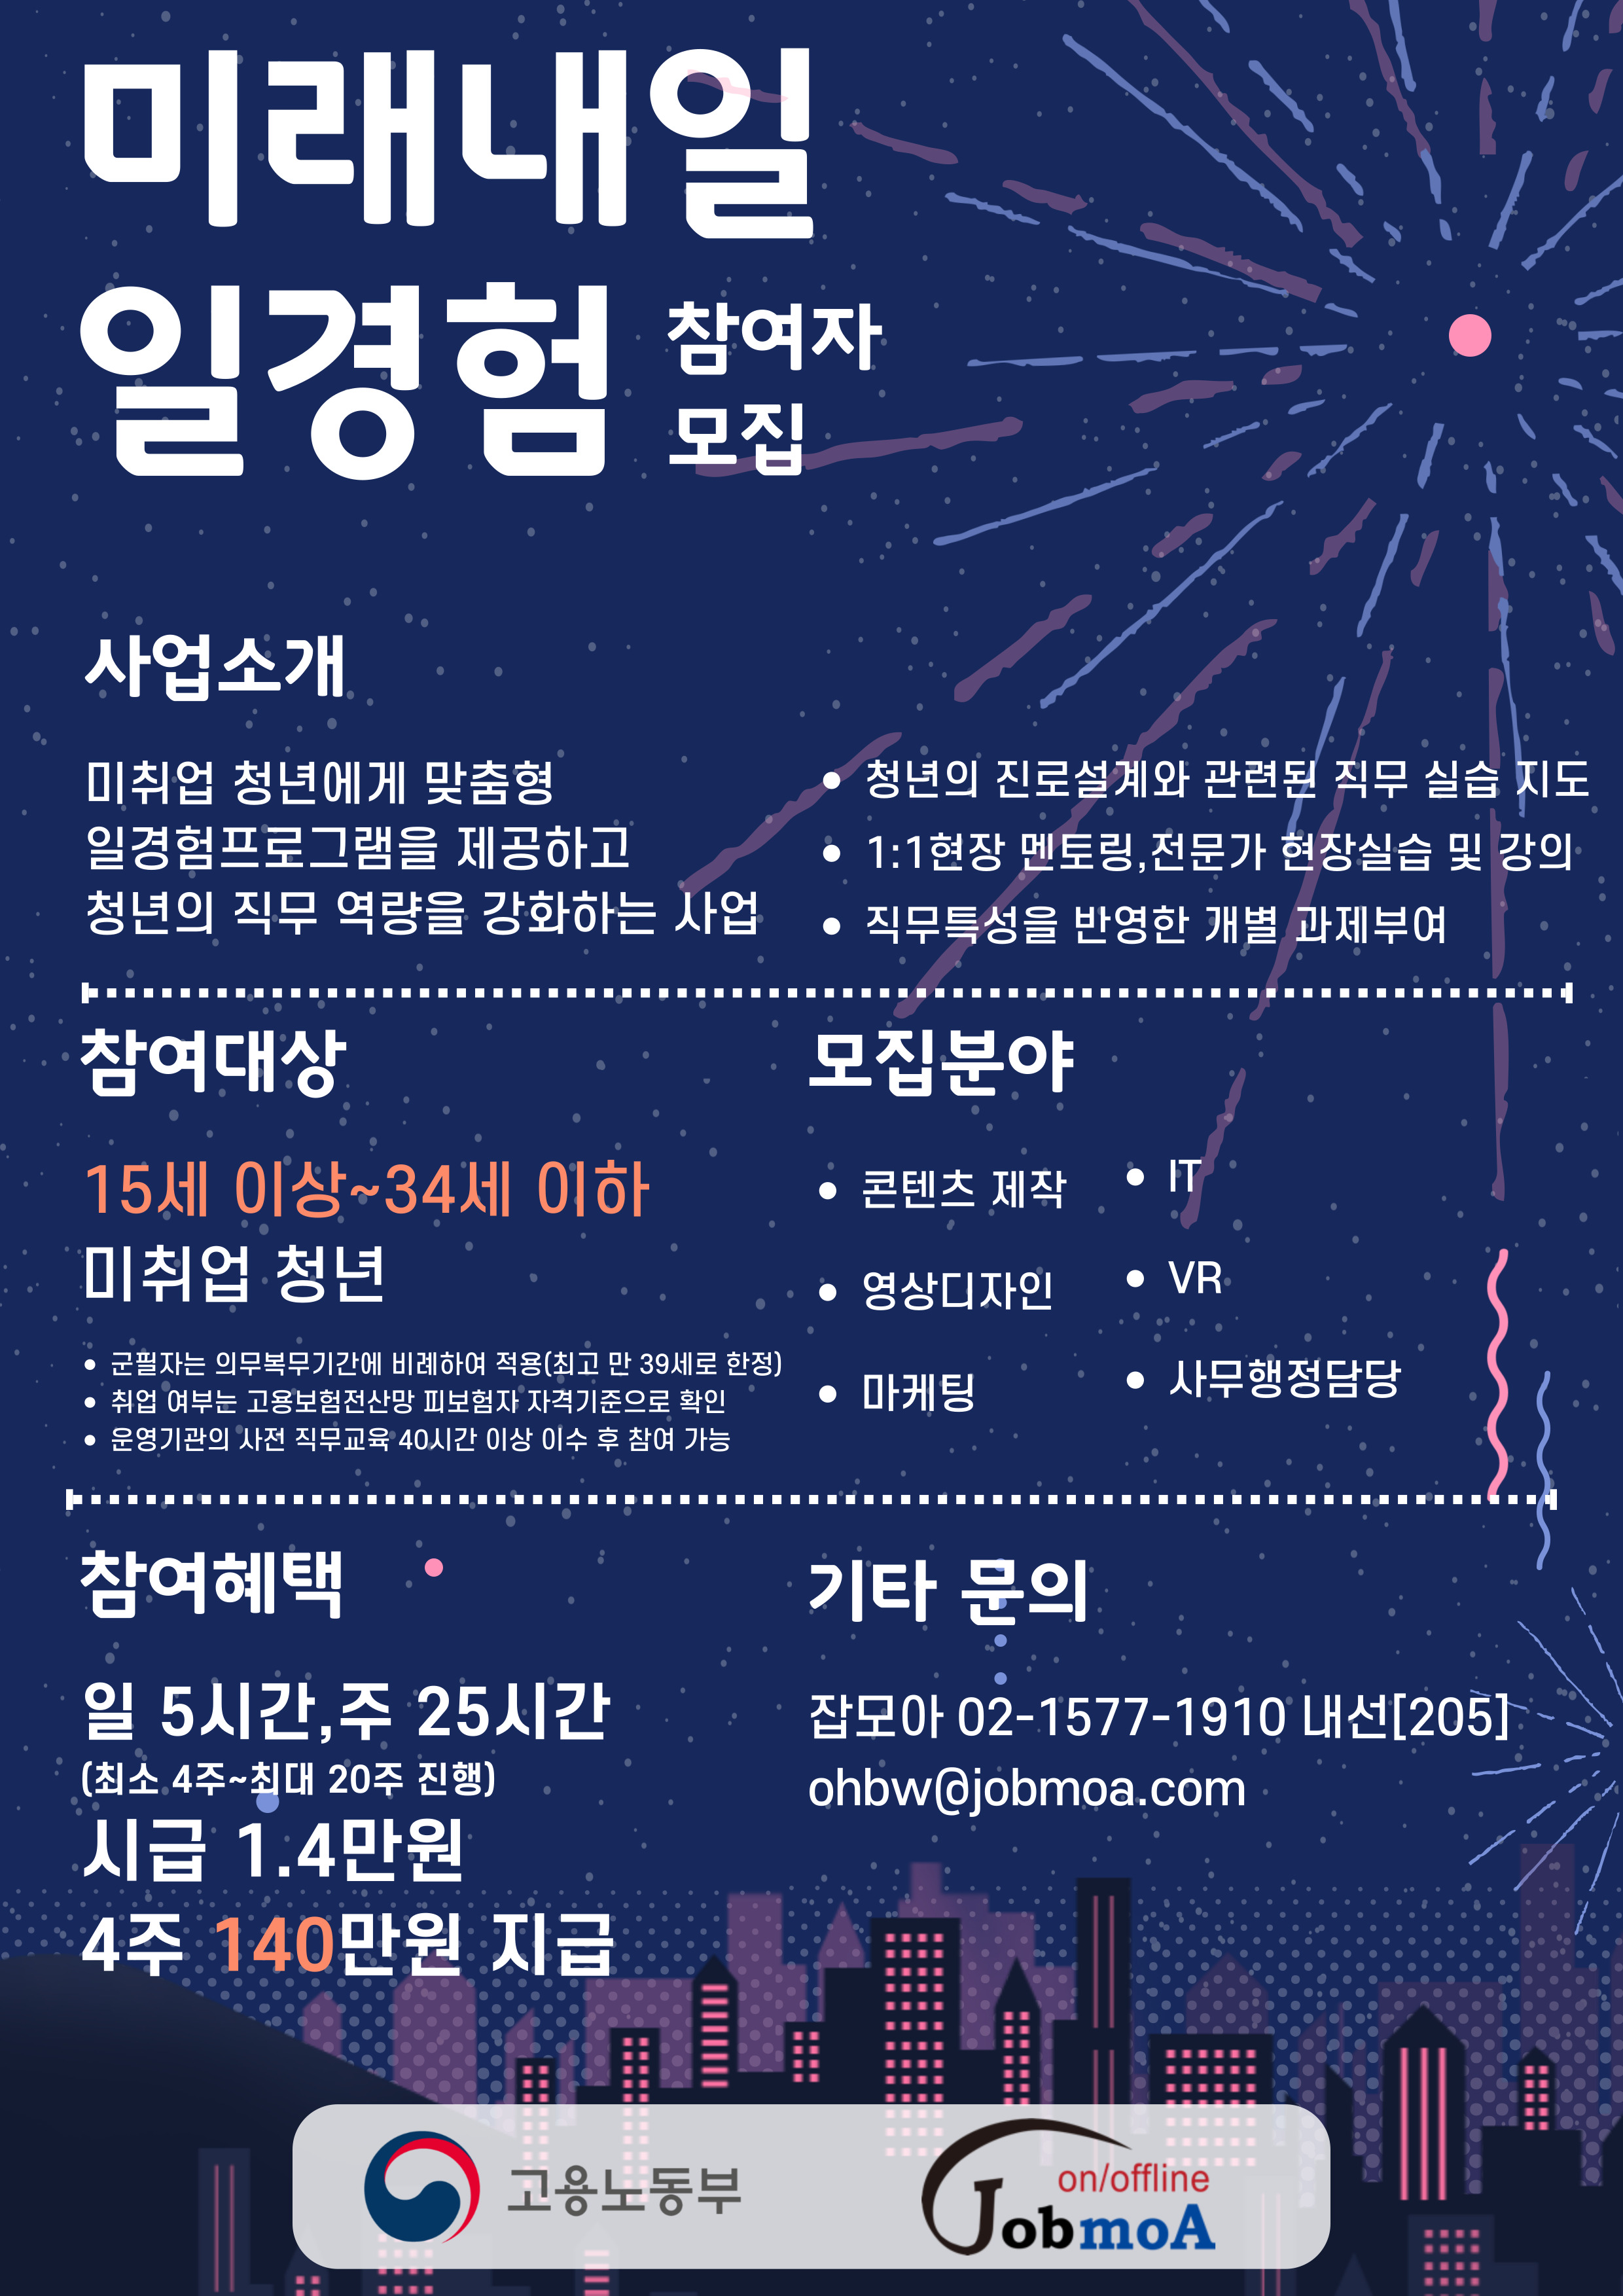 미래내일
일경험
참여자
모집
사업소개
미취업 청년에게 맞춤형
일경험프로그램을 제공하고
청년의 직무 역량을 강화하는 사업
청년의 진로설계와 관련된 직무 실습 지도
1:1현장 멘토링,전문가 현장실습 및 강의
직무특성을 반영한 개별 과제부여
참여대상
15세 이상~34세 이하
미취업 청년
군필자는 의무복무기간에 비례하여 적용(최고 만 39세로 한정)
취업 여부는 고용보험전산망 피보험자 자격기준으로 확인
운영기관의 사전 직무교육 40시간 이상 이수 후 참여 가능
모집분야
콘텐츠 제작
영상디자인
마케팅
IT
VR
사무행정담당
참여혜택
일 5시간,주 25시간
(최소 4주~최대 20주 진행)
시급 1.4만원
4주 140만원 지급
기타 문의
잡모아 02-1577-1910 내선[205]
ohbw@jobmoa.com
고용노동부
on/offline
JobmoA